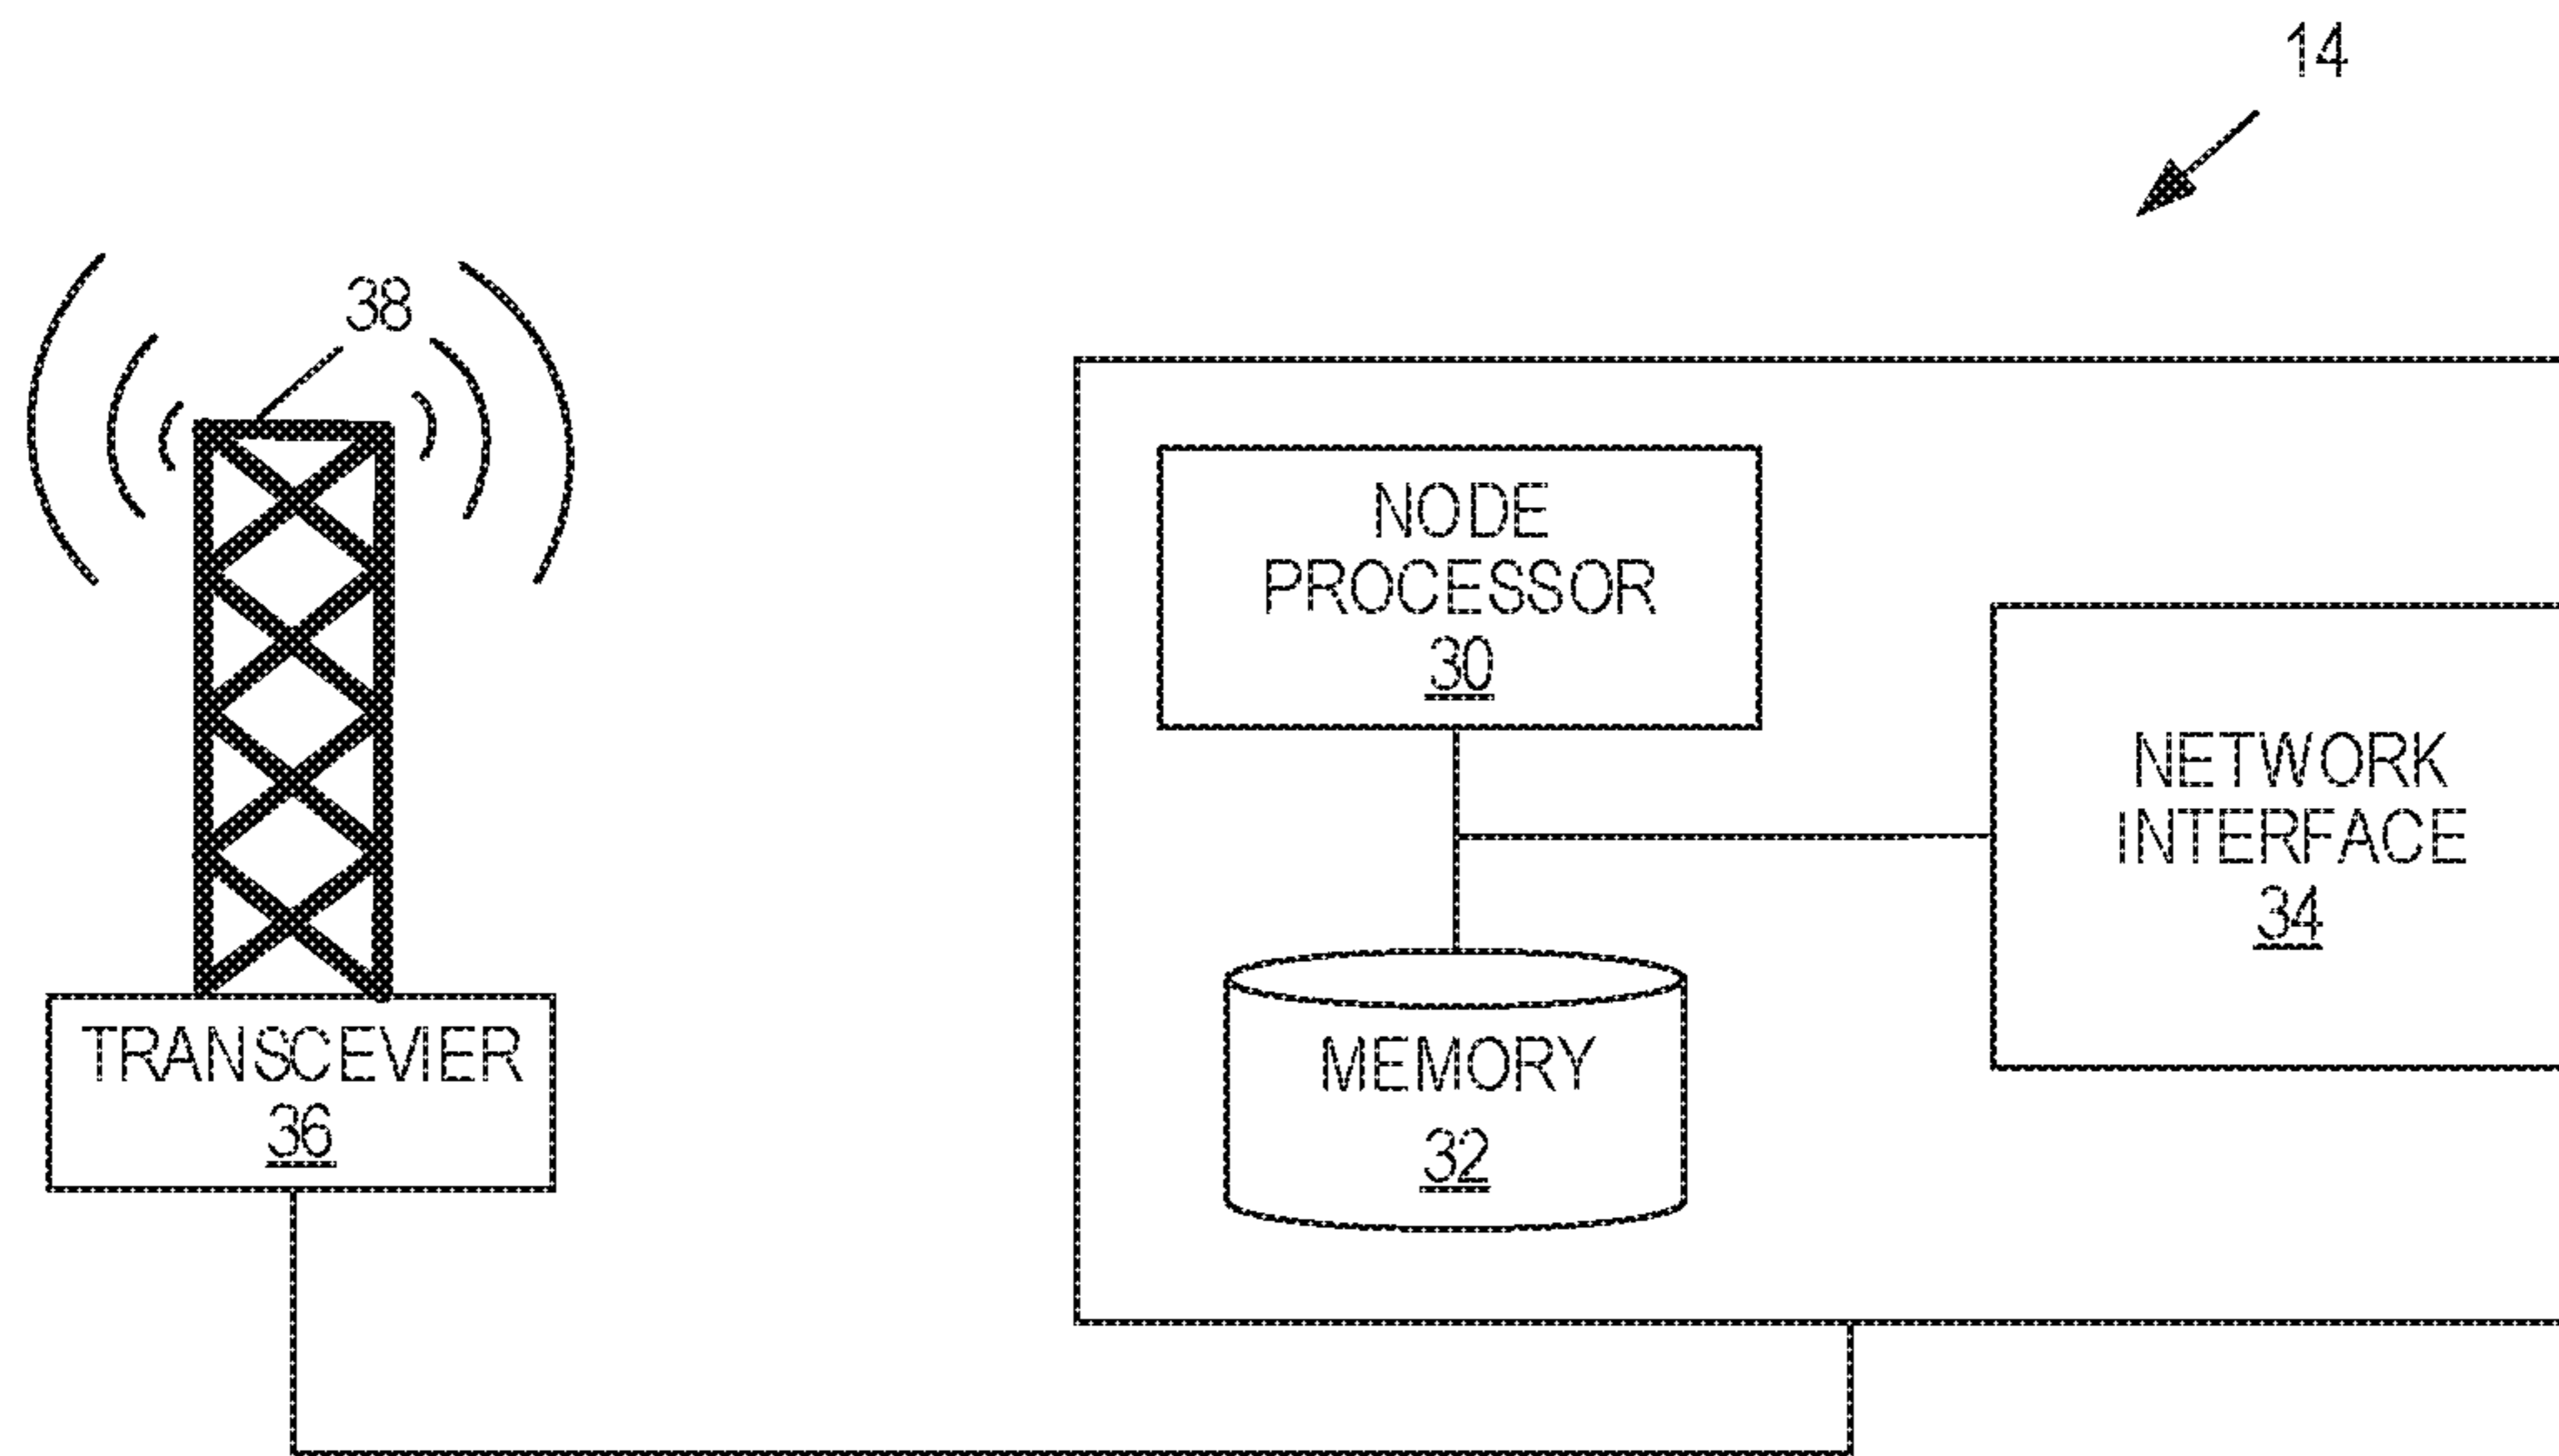 14
38
NODE
PROCESSOR
30
NETWORK
INTERFACE
34
TRANSCEVIER
36
MEMORY
32